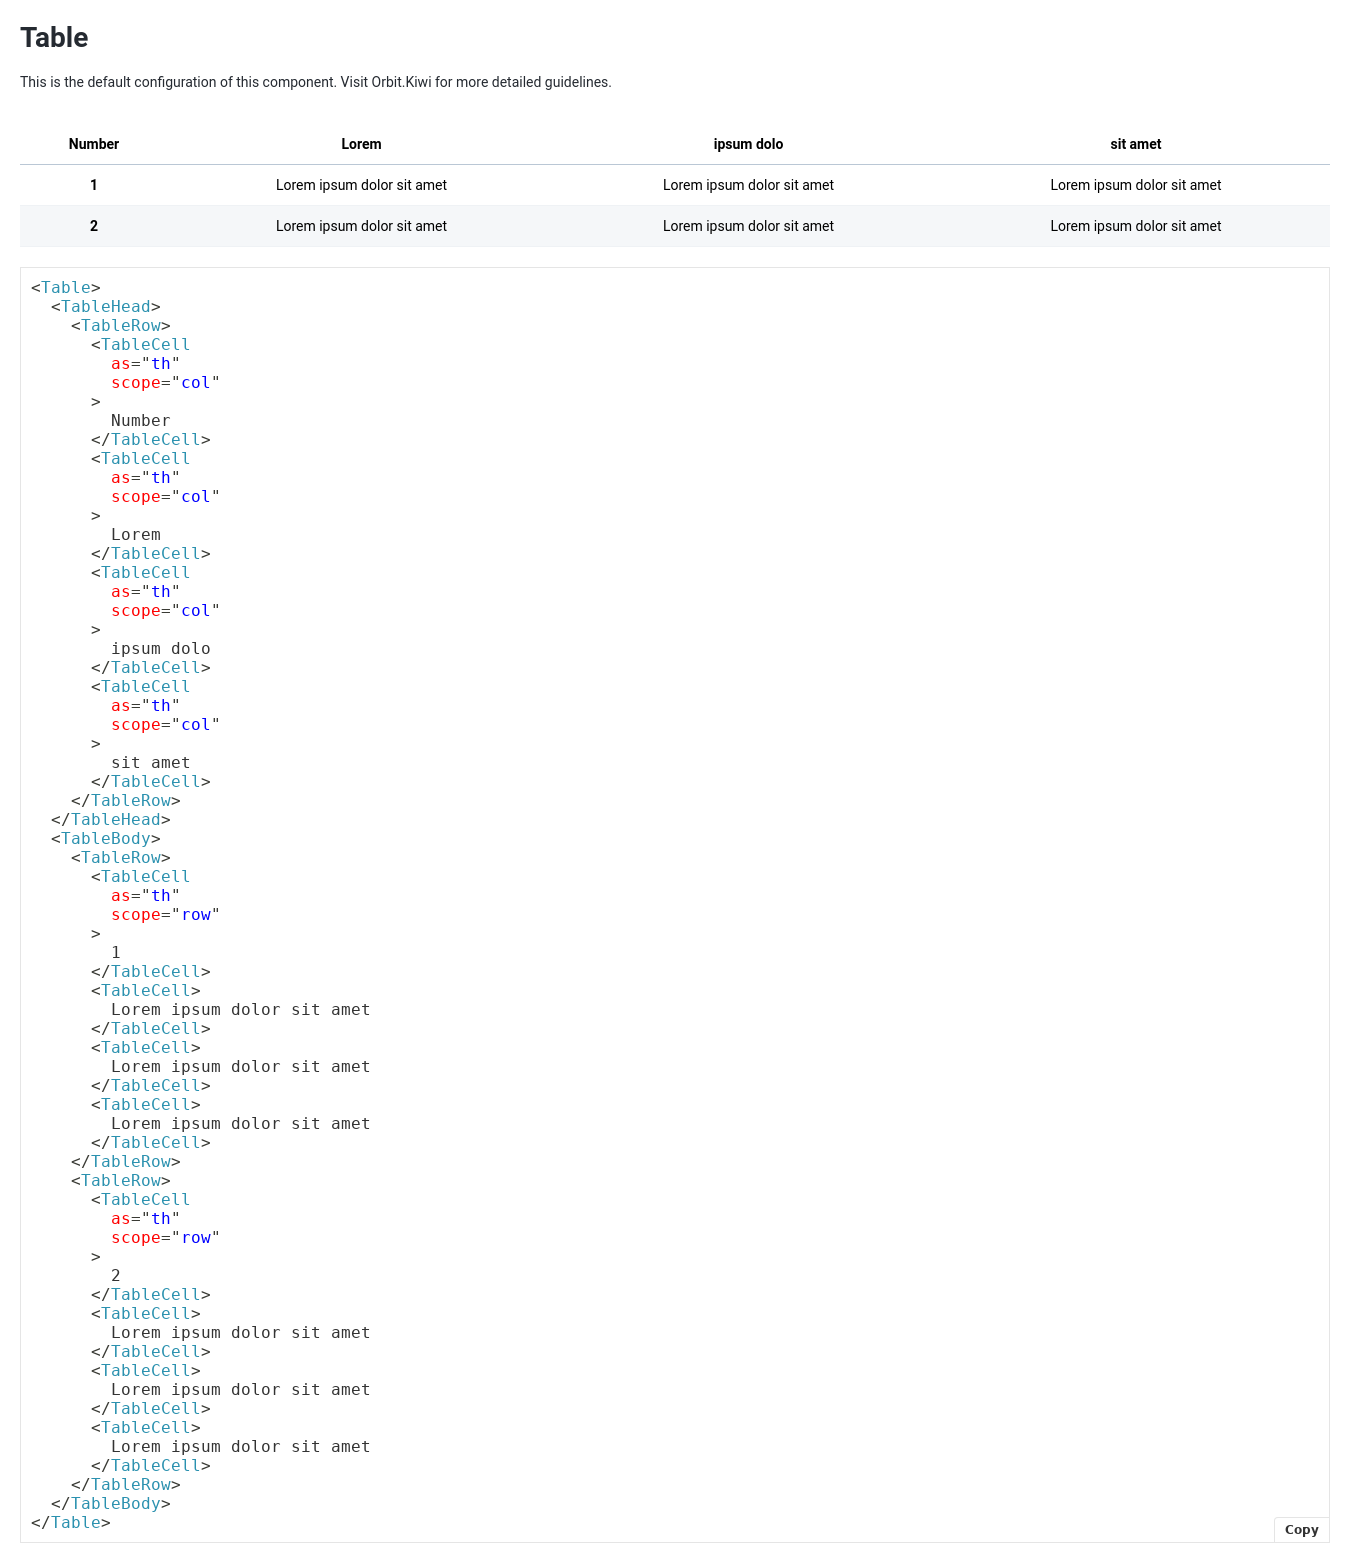 Table
This is the default configuration of this component. Visit Orbit.Kiwi for more detailed guidelines.
Number Lorem ipsum dolo sit amet
1 Lorem ipsum dolor sit amet Lorem ipsum dolor sit amet Lorem ipsum dolor sit amet
2 Lorem ipsum dolor sit amet Lorem ipsum dolor sit amet Lorem ipsum dolor sit amet
<Table>
  <TableHead>
    <TableRow>
      <TableCell
        as="th"
        scope="col"
      >
        Number
      </TableCell>
      <TableCell
        as="th"
        scope="col"
      >
        Lorem
      </TableCell>
      <TableCell
        as="th"
        scope="col"
      >
        ipsum dolo
      </TableCell>
      <TableCell
        as="th"
        scope="col"
      >
        sit amet
      </TableCell>
    </TableRow>
  </TableHead>
  <TableBody>
    <TableRow>
      <TableCell
        as="th"
        scope="row"
      >
        1
      </TableCell>
      <TableCell>
        Lorem ipsum dolor sit amet
      </TableCell>
      <TableCell>
        Lorem ipsum dolor sit amet
      </TableCell>
      <TableCell>
        Lorem ipsum dolor sit amet
      </TableCell>
    </TableRow>
    <TableRow>
      <TableCell
        as="th"
        scope="row"
      >
        2
      </TableCell>
      <TableCell>
        Lorem ipsum dolor sit amet
      </TableCell>
      <TableCell>
        Lorem ipsum dolor sit amet
      </TableCell>
      <TableCell>
        Lorem ipsum dolor sit amet
      </TableCell>
    </TableRow>
  </TableBody>
</Table>
Copy